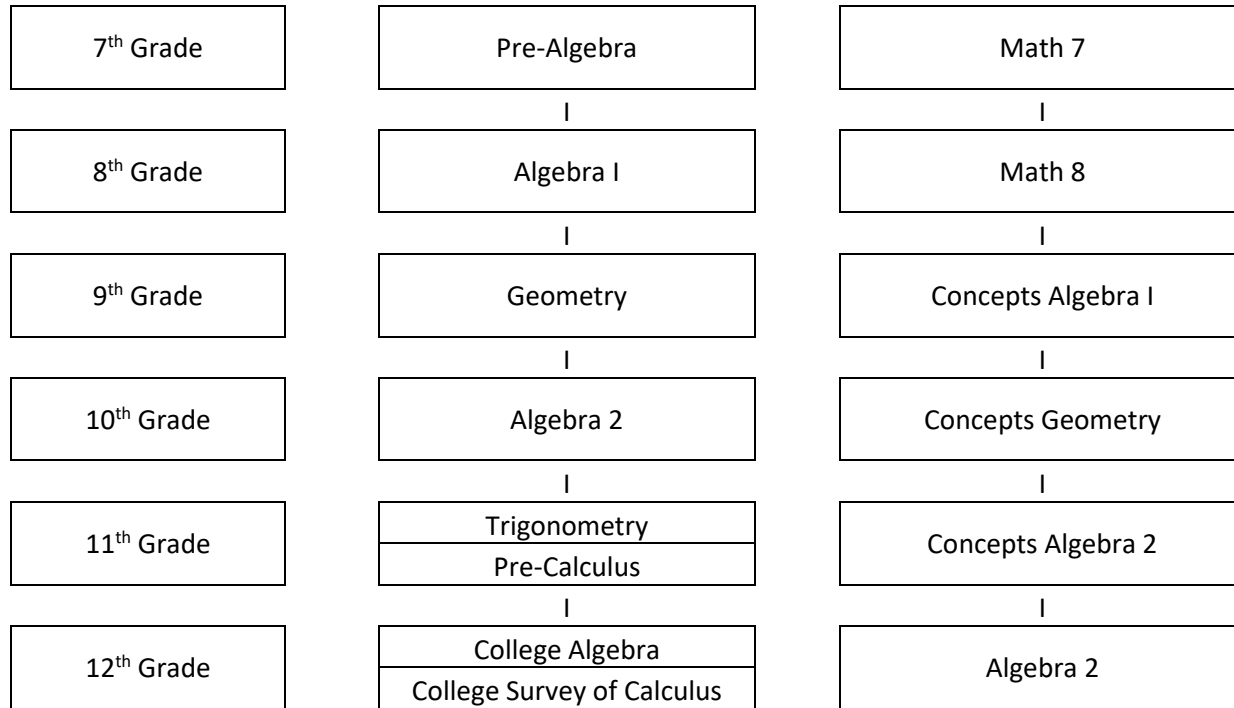 7th Grade
Pre-Algebra
Math 7
I
I
8th Grade
Algebra I
Math 8
I
I
9th Grade
Geometry
Concepts Algebra I
I
I
10th Grade
Algebra 2
Concepts Geometry
I
I
11th Grade
Trigonometry
Pre-Calculus
Concepts Algebra 2
I
I
12th Grade
College Algebra
College Survey of Calculus
Algebra 2